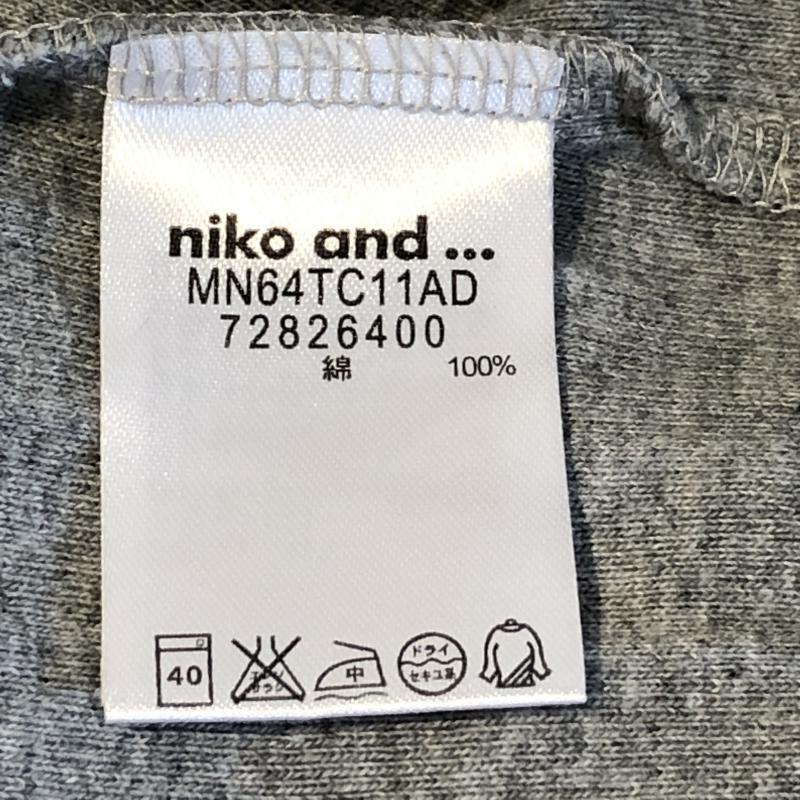 niko and ...
MN64TC11AD
72826400
綿 100%
40
中
ドライ
セキユ系